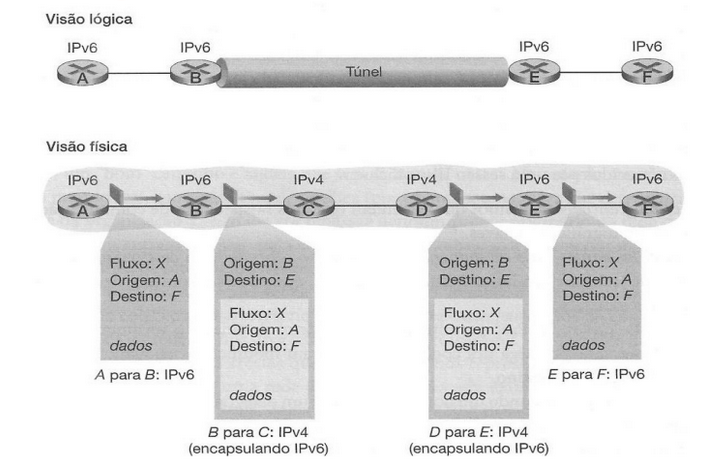 Visão lógica
IPv6 IPv6 IPv6 IPv6
A B Túnel E F
Visão física
IPv6 IPv6 IPv4 IPv4 IPv6 IPv6
A B C D E F
Fluxo: X
Origem: A
Destino: F
dados
A para B: IPv6
Origem: B
Destino: E
Fluxo: X
Origem: A
Destino: F
dados
B para C: IPv4
(encapsulando IPv6)
Origem: B
Destino: E
Fluxo: X
Origem: A
Destino: F
dados
D para E: IPv4
(encapsulando IPv6)
Fluxo: X
Origem: A
Destino: F
dados
E para F: IPv6